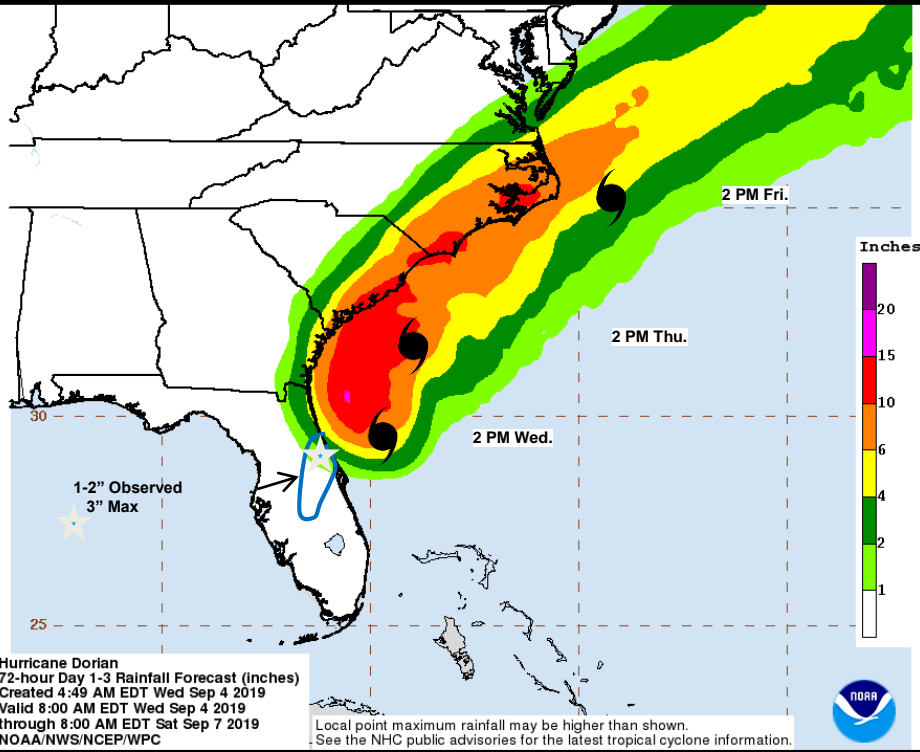 2 PM Fri.
Inches
20
15
10
6
4
2
1
2 PM Thu.
30
2 PM Wed.
1-2” Observed
3” Max
25
Hurricane Dorian
72-hour Day 1-3 Rainfall Forecast (inches)
Created 4:49 AM EDT Wed Sep 4 2019
Valid 8:00 AM EDT Wed Sep 4 2019
through 8:00 AM EDT Sat Sep 7 2019
NOAA/NWS/NCEP/WPC
Local point maximum rainfall may be higher than shown.
See the NHC public advisories for the latest tropical cyclone information.
NOAA